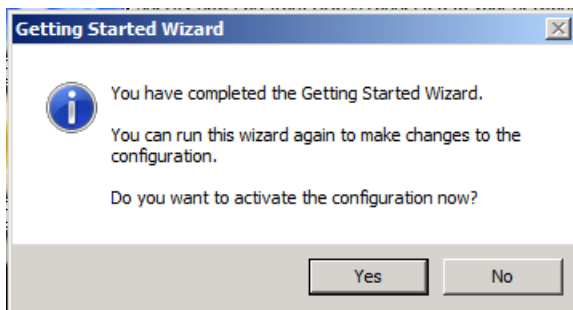 Getting Started Wizard
You have completed the Getting Started Wizard.
You can run this wizard again to make changes to the
configuration.
Do you want to activate the configuration now?
Yes
No